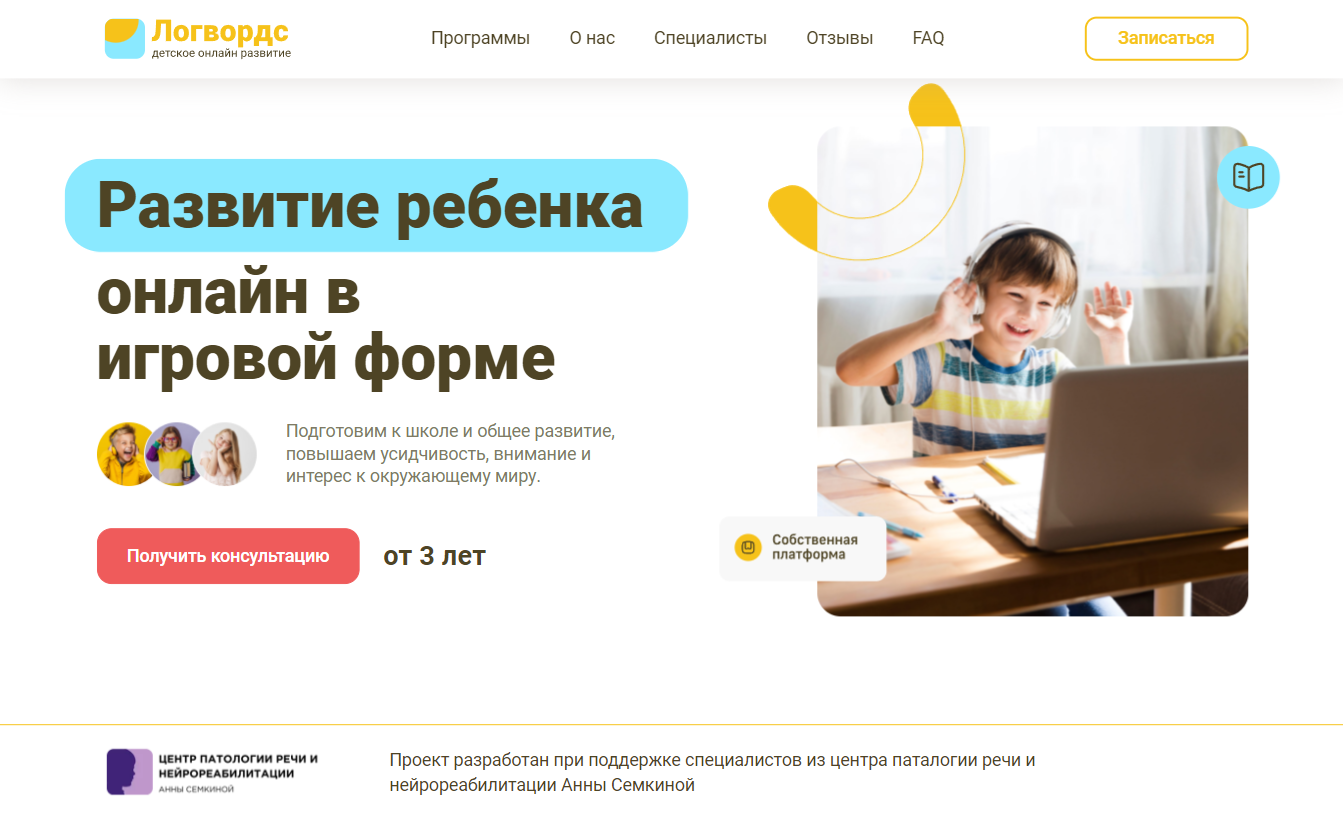 Логвордс
детское онлайн развитие
Программы
О нас
Специалисты
Отзывы
FAQ
Записаться
Развитие ребенка
онлайн в
игровой форме
Подготовим к школе и общее развитие,
повышаем усидчивость, внимание и
интерес к окружающему миру.
Получить консультацию
от 3 лет
Собственная
платформа
ЦЕНТР ПАТОЛОГИИ РЕЧИ И
НЕЙРОРЕАБИЛИТАЦИИ
АННЫ СЕМКИНОЙ
Проект разработан при поддержке специалистов из центра паталогии речи и
нейрореабилитации Анны Семкиной